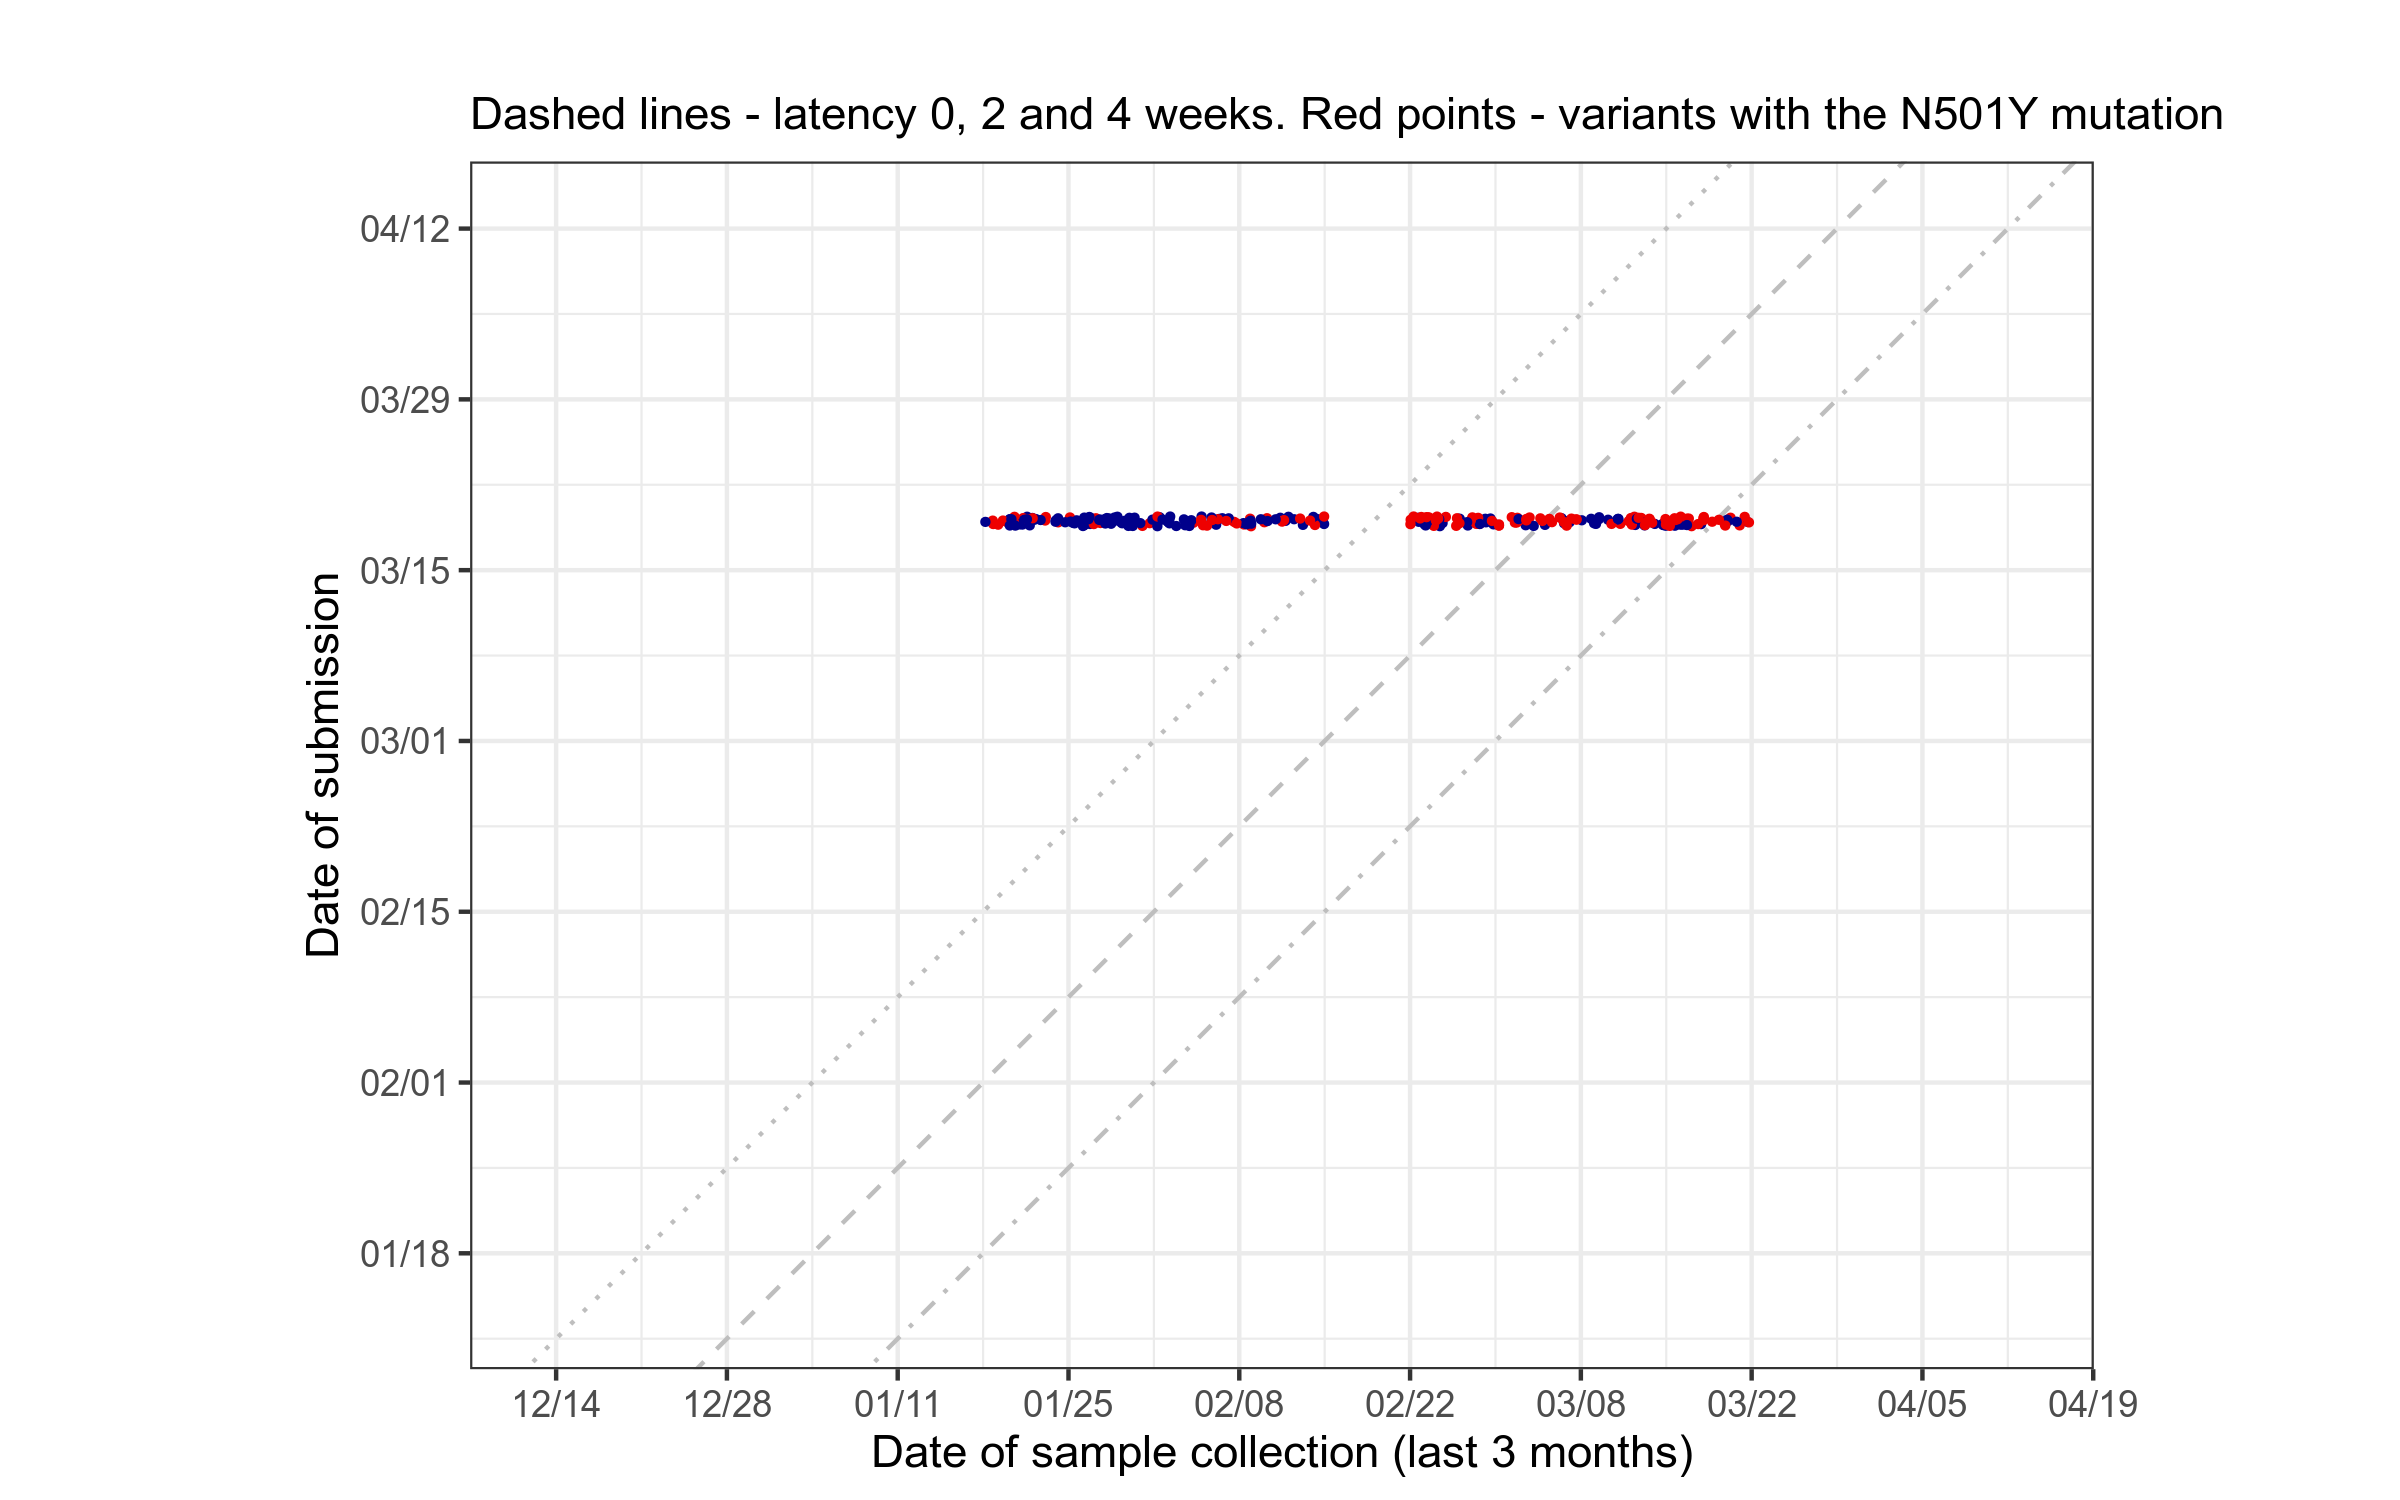 Dashed lines - latency 0, 2 and 4 weeks. Red points - variants with the N501Y mutation
Date of submission
04/12
03/29
03/15
03/01
02/15
02/01
01/18
12/14 12/28 01/11 01/25 02/08 02/22 03/08 03/22 04/05 04/19
Date of sample collection (last 3 months)